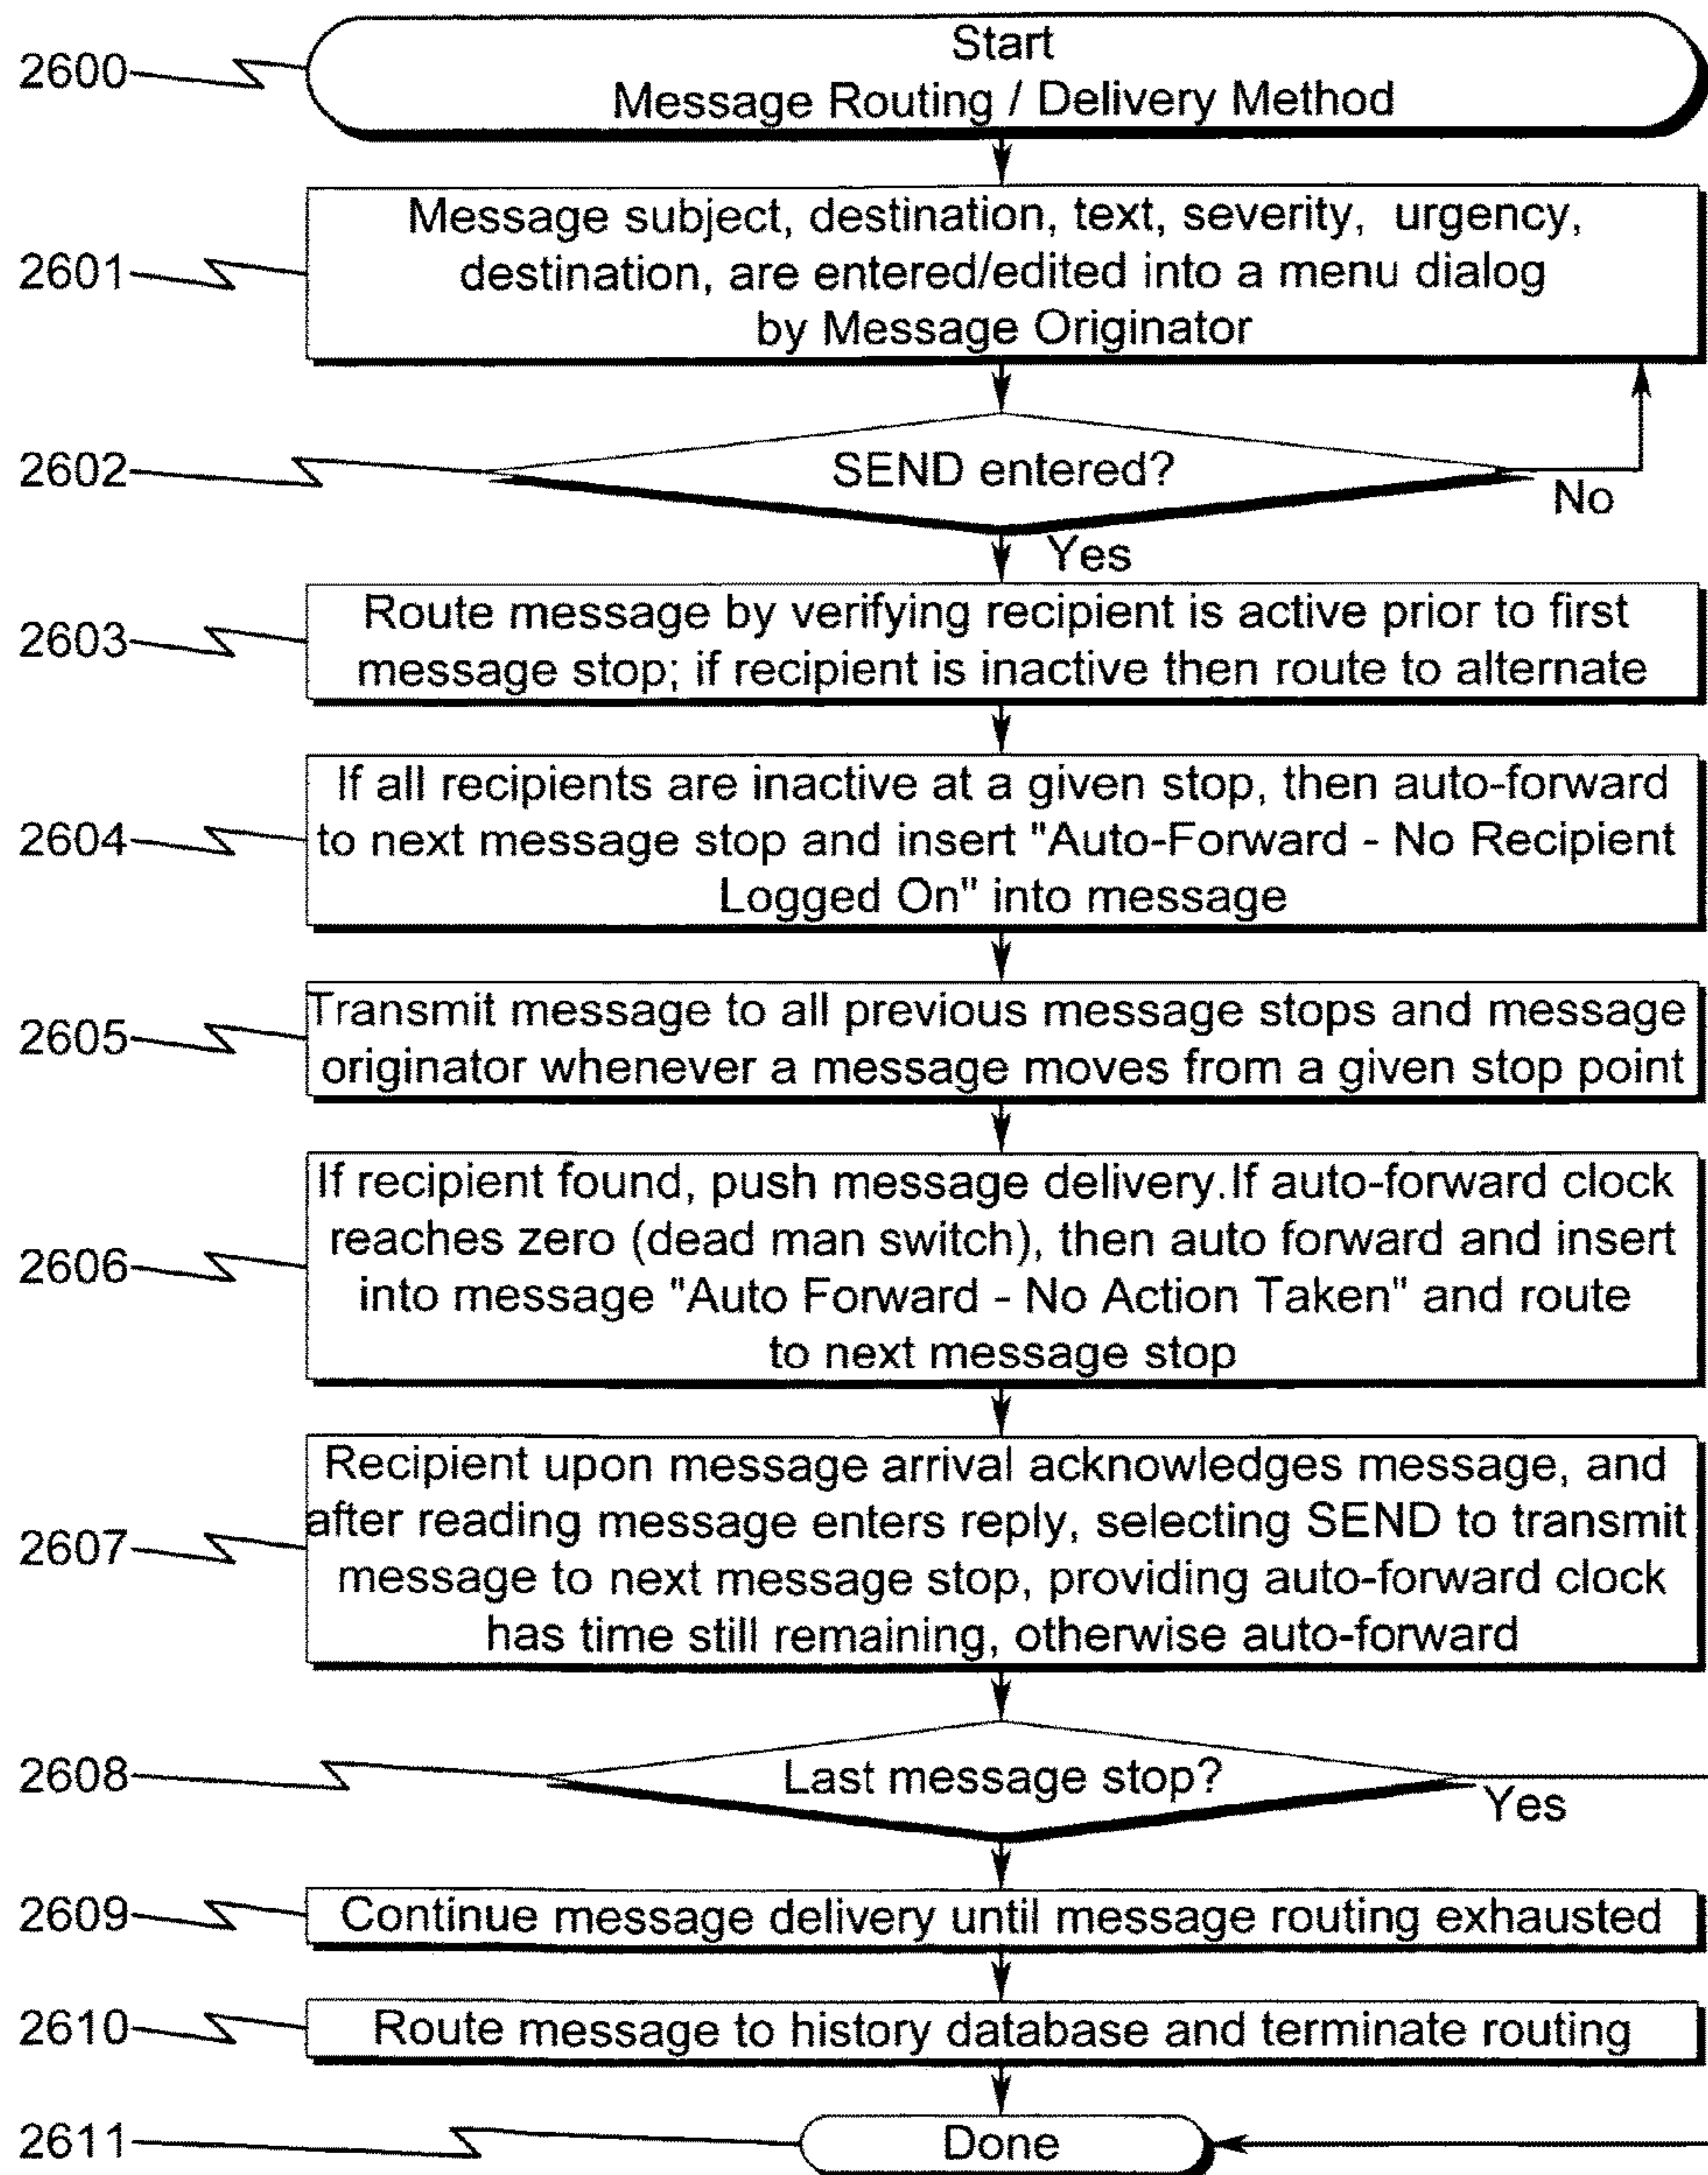 2600
Start
Message Routing / Delivery Method
2601
Message subject, destination, text, severity, urgency,
destination, are entered/edited into a menu dialog
by Message Originator
2602
SEND entered?
No
Yes
2603
Route message by verifying recipient is active prior to first
message stop; if recipient is inactive then route to alternate
2604
If all recipients are inactive at a given stop, then auto-forward
to next message stop and insert "Auto-Forward - No Recipient
Logged On" into message
2605
Transmit message to all previous message stops and message
originator whenever a message moves from a given stop point
2606
If recipient found, push message delivery.If auto-forward clock
reaches zero (dead man switch), then auto forward and insert
into message "Auto Forward - No Action Taken" and route
to next message stop
2607
Recipient upon message arrival acknowledges message, and
after reading message enters reply, selecting SEND to transmit
message to next message stop, providing auto-forward clock
has time still remaining, otherwise auto-forward
2608
Last message stop?
Yes
2609
Continue message delivery until message routing exhausted
2610
Route message to history database and terminate routing
2611
Done